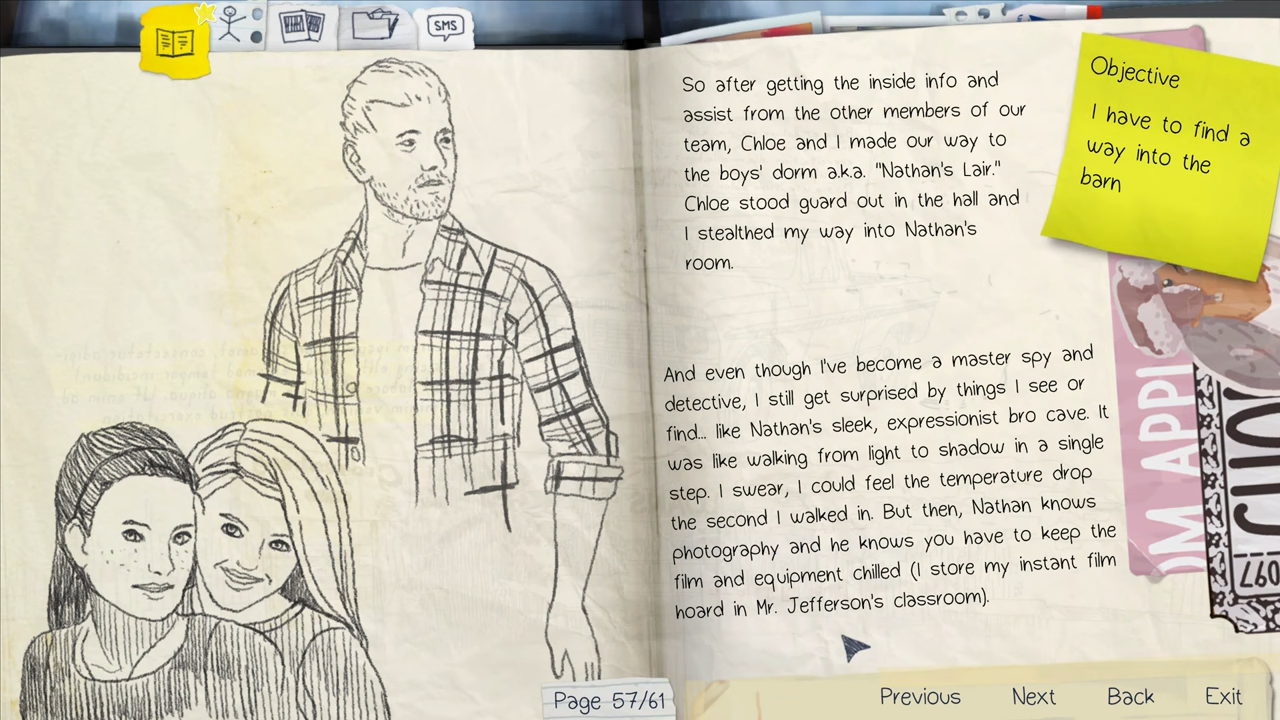 SMS
So after getting the inside info and
assist from the other members of our
team, Chloe and I made our way to
the boys' dorm a.k.a. "Nathan's Lair."
Chloe stood guard out in the hall and
I stealthed my way into Nathan's
room.
And even though I've become a master spy and
detective, I still get surprised by things I see or
find... like Nathan's sleek, expressionist bro cave. It
was like walking from light to shadow in a single
step. I swear, I could feel the temperature drop
the second I walked in. But then, Nathan knows
photography and he knows you have to keep the
film and equipment chilled (I store my instant film
hoard in Mr. Jefferson's classroom).
Objective
I have to find a
way into the
barn
Page 57/61
Previous
Next
Back
Exit